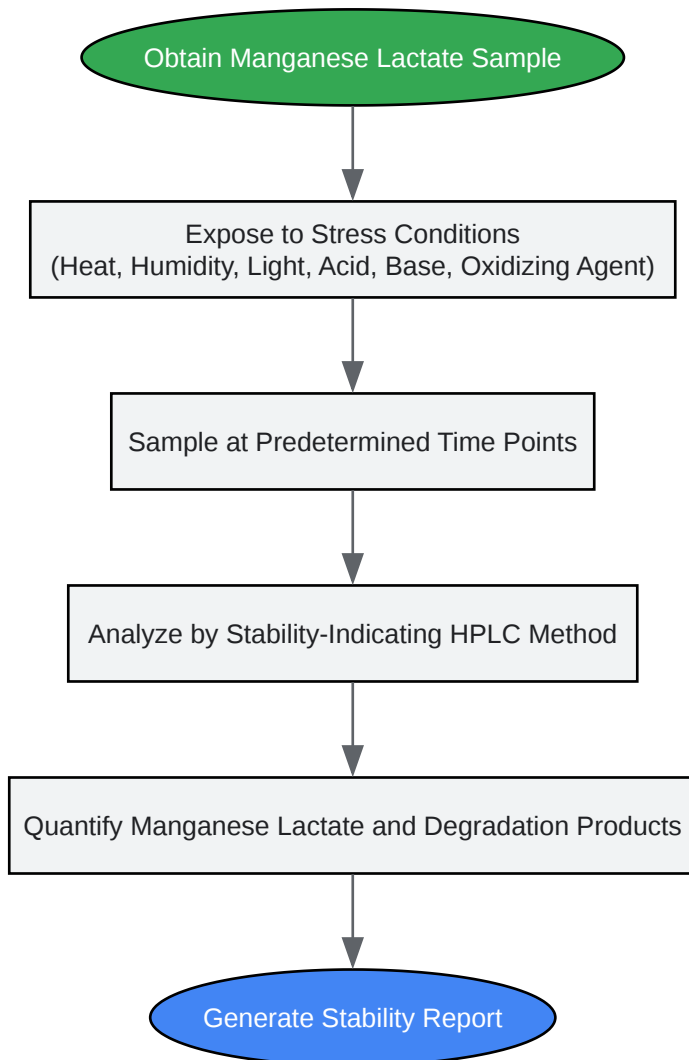 Obtain Manganese Lactate Sample
Expose to Stress Conditions
(Heat, Humidity, Light, Acid, Base, Oxidizing Agent)
Sample at Predetermined Time Points
Analyze by Stability-Indicating HPLC Method
Quantify Manganese Lactate and Degradation Products
Generate Stability Report